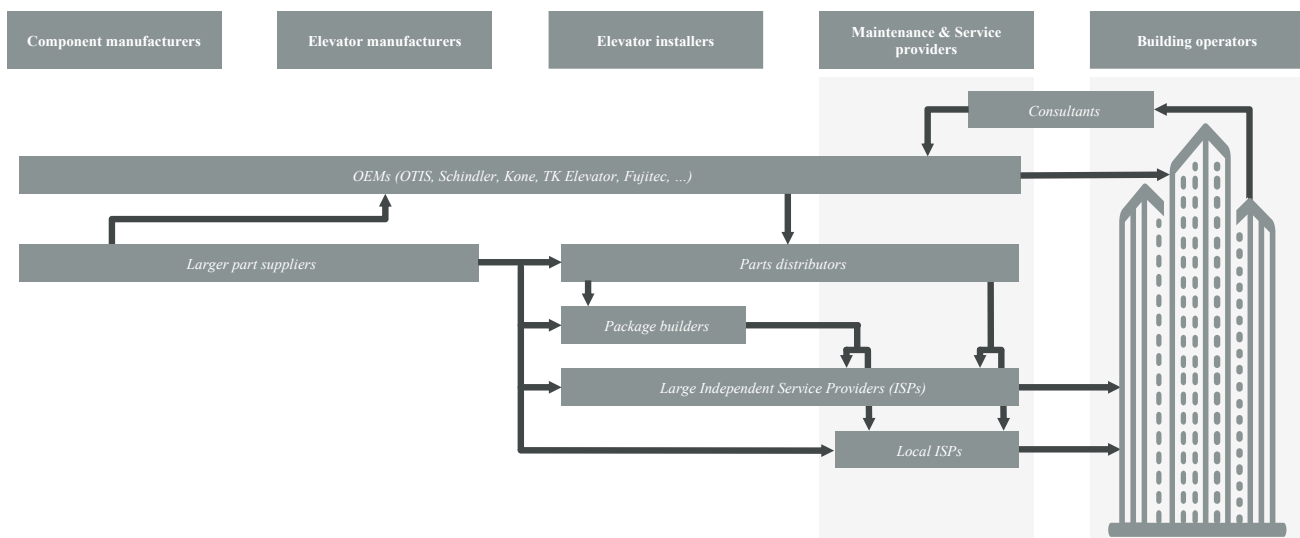 Component manufacturers
Elevator manufacturers
Elevator installers
Maintenance & Service
providers
Building operators
Consultants
OEMs (OTIS, Schindler, Kone, TK Elevator, Fujitec, ...)
Larger part suppliers
Parts distributors
Package builders
Large Independent Service Providers (ISPs)
Local ISPs